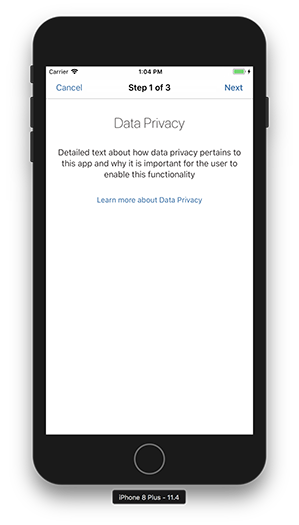 Carrier 1:04 PM
Cancel Step 1 of 3 Next
Data Privacy
Detailed text about how data privacy pertains to
this app and why it is important for the user to
enable this functionality
Learn more about Data Privacy
iPhone 8 Plus - 11.4